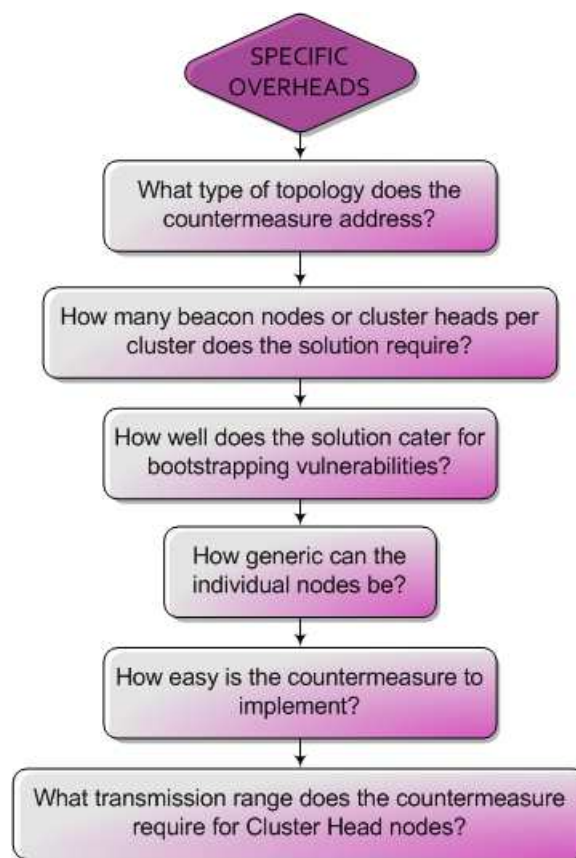 SPECIFIC
OVERHEADS
What type of topology does the
countermeasure address?
How many beacon nodes or cluster heads per
cluster does the solution require?
How well does the solution cater for
bootstrapping vulnerabilities?
How generic can the
individual nodes be?
How easy is the countermeasure to
implement?
What transmission range does the countermeasure
require for Cluster Head nodes?